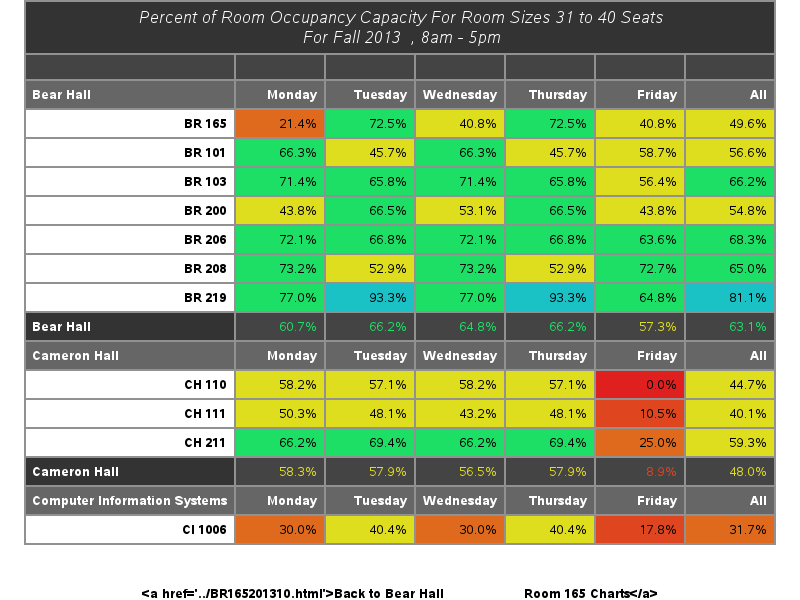 Percent of Room Occupancy Capacity For Room Sizes 31 to 40 Seats
For Fall 2013 , 8am - 5pm
Bear Hall Monday Tuesday Wednesday Thursday Friday All
BR 165 21.4% 72.5% 40.8% 72.5% 40.8% 49.6%
BR 101 66.3% 45.7% 66.3% 45.7% 58.7% 56.6%
BR 103 71.4% 65.8% 71.4% 65.8% 56.4% 66.2%
BR 200 43.8% 66.5% 53.1% 66.5% 43.8% 54.8%
BR 206 72.1% 66.8% 72.1% 66.8% 63.6% 68.3%
BR 208 73.2% 52.9% 73.2% 52.9% 72.7% 65.0%
BR 219 77.0% 93.3% 77.0% 93.3% 64.8% 81.1%
Bear Hall 60.7% 66.2% 64.8% 66.2% 57.3% 63.1%
Cameron Hall Monday Tuesday Wednesday Thursday Friday All
CH 110 58.2% 57.1% 58.2% 57.1% 0.0% 44.7%
CH 111 50.3% 48.1% 43.2% 48.1% 10.5% 40.1%
CH 211 66.2% 69.4% 66.2% 69.4% 25.0% 59.3%
Cameron Hall 58.3% 57.9% 56.5% 57.9% 8.9% 48.0%
Computer Information Systems Monday Tuesday Wednesday Thursday Friday All
CI 1006 30.0% 40.4% 30.0% 40.4% 17.8% 31.7%
<a href='../BR165201310.html'>Back to Bear Hall Room 165 Charts</a>